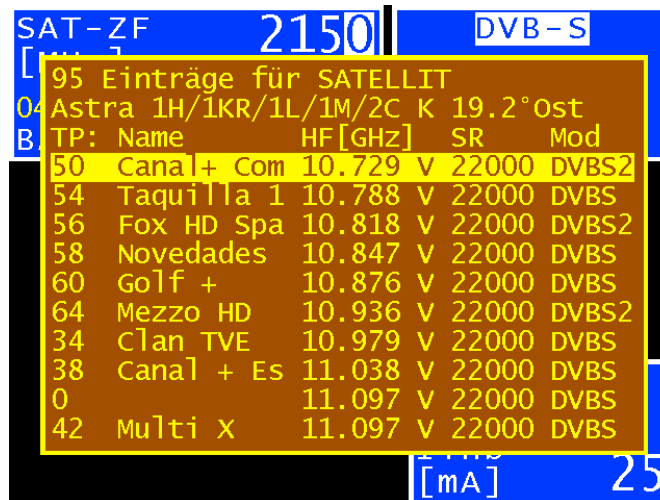 SAT-ZF 2150 DVB-S
[
95 Einträge für SATELLIT
04 Astra 1H/1KR/1L/1M/2C K 19.2°Ost
B TP: Name HF[GHz] SR Mod
50 Canal+ Com 10.729 V 22000 DVBS2
54 Taquilla 1 10.788 V 22000 DVBS
56 Fox HD Spa 10.818 V 22000 DVBS2
58 Novedades 10.847 V 22000 DVBS
60 Golf + 10.876 V 22000 DVBS
64 Mezzo HD 10.936 V 22000 DVBS2
34 Clan TVE 10.979 V 22000 DVBS
38 Canal + Es 11.038 V 22000 DVBS
0 11.097 V 22000 DVBS
42 Multi X 11.097 V 22000 DVBS
[mA] 25